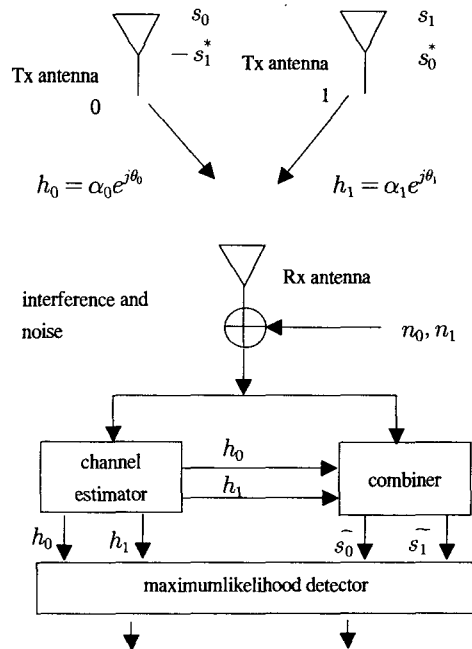 s₀ s₁
−s₁* s₀*
Tx antenna Tx antenna
0 1
h₀ = α₀e^{jθ₀} h₁ = α₁e^{jθ₁}
Rx antenna
interference and
noise
n₀, n₁
channel
estimator
h₀
h₁
combiner
h₀ h₁ s̃₀ s̃₁
maximumlikelihood detector